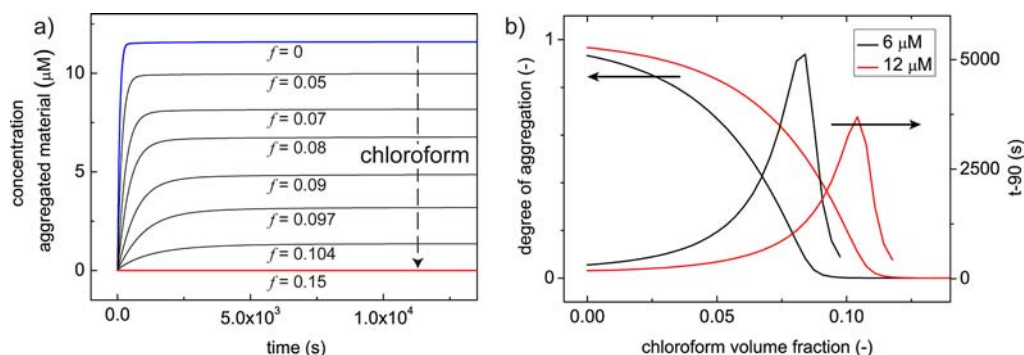 a)
concentration
aggregated material (μM)
10
5
0
f = 0
f = 0.05
f = 0.07
f = 0.08
chloroform
f = 0.09
f = 0.097
f = 0.104
f = 0.15
0.0
5.0x10³
1.0x10⁴
time (s)
b)
degree of aggregation (-)
1
0
6 μM
12 μM
5000
2500
0
t-90 (s)
0.00
0.05
0.10
chloroform volume fraction (-)